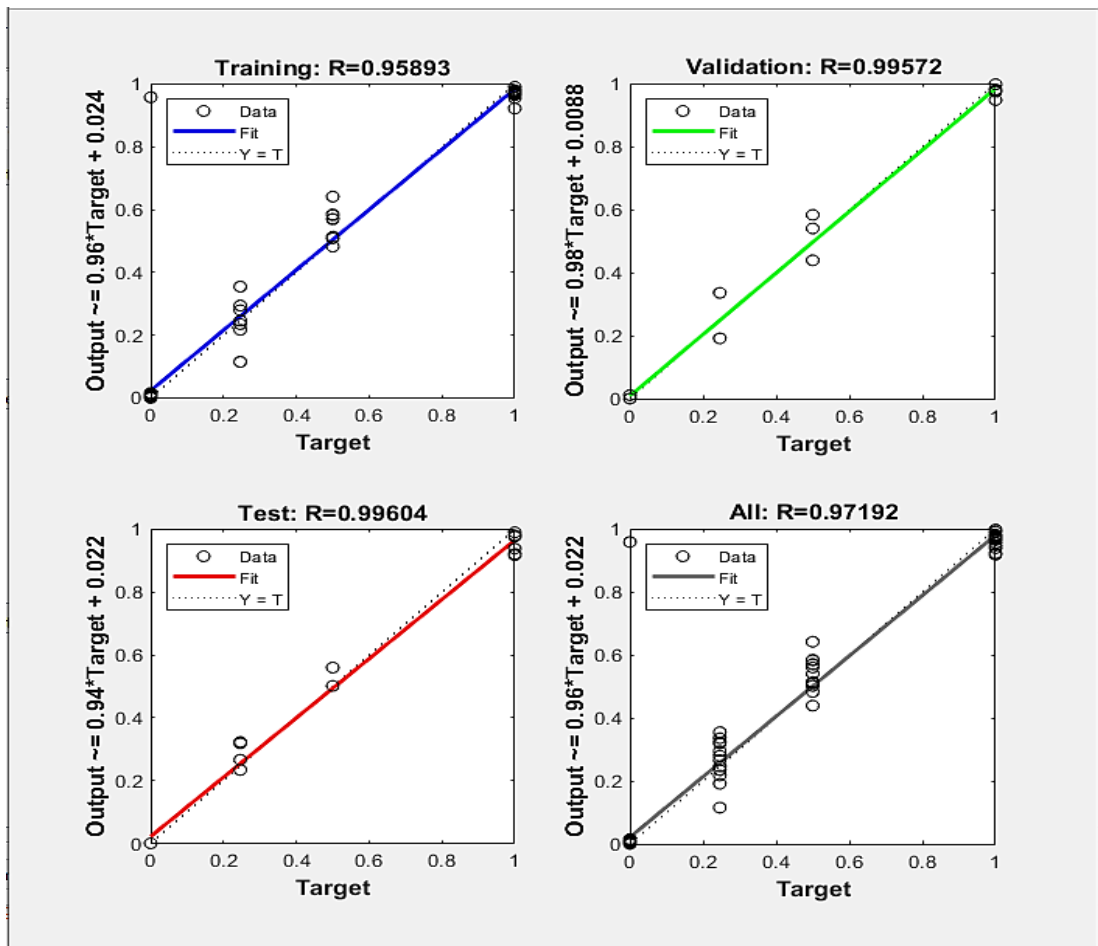 Training: R=0.95893
Output ~= 0.96*Target + 0.024
1
0.8
0.6
0.4
0.2
0
Data
Fit
Y = T
0 0.2 0.4 0.6 0.8 1
Target
Validation: R=0.99572
Output ~= 0.98*Target + 0.0088
1
0.8
0.6
0.4
0.2
0
Data
Fit
Y = T
0 0.2 0.4 0.6 0.8 1
Target
Test: R=0.99604
Output ~= 0.94*Target + 0.022
1
0.8
0.6
0.4
0.2
0
Data
Fit
Y = T
0 0.2 0.4 0.6 0.8 1
Target
All: R=0.97192
Output ~= 0.96*Target + 0.022
1
0.8
0.6
0.4
0.2
0
Data
Fit
Y = T
0 0.2 0.4 0.6 0.8 1
Target